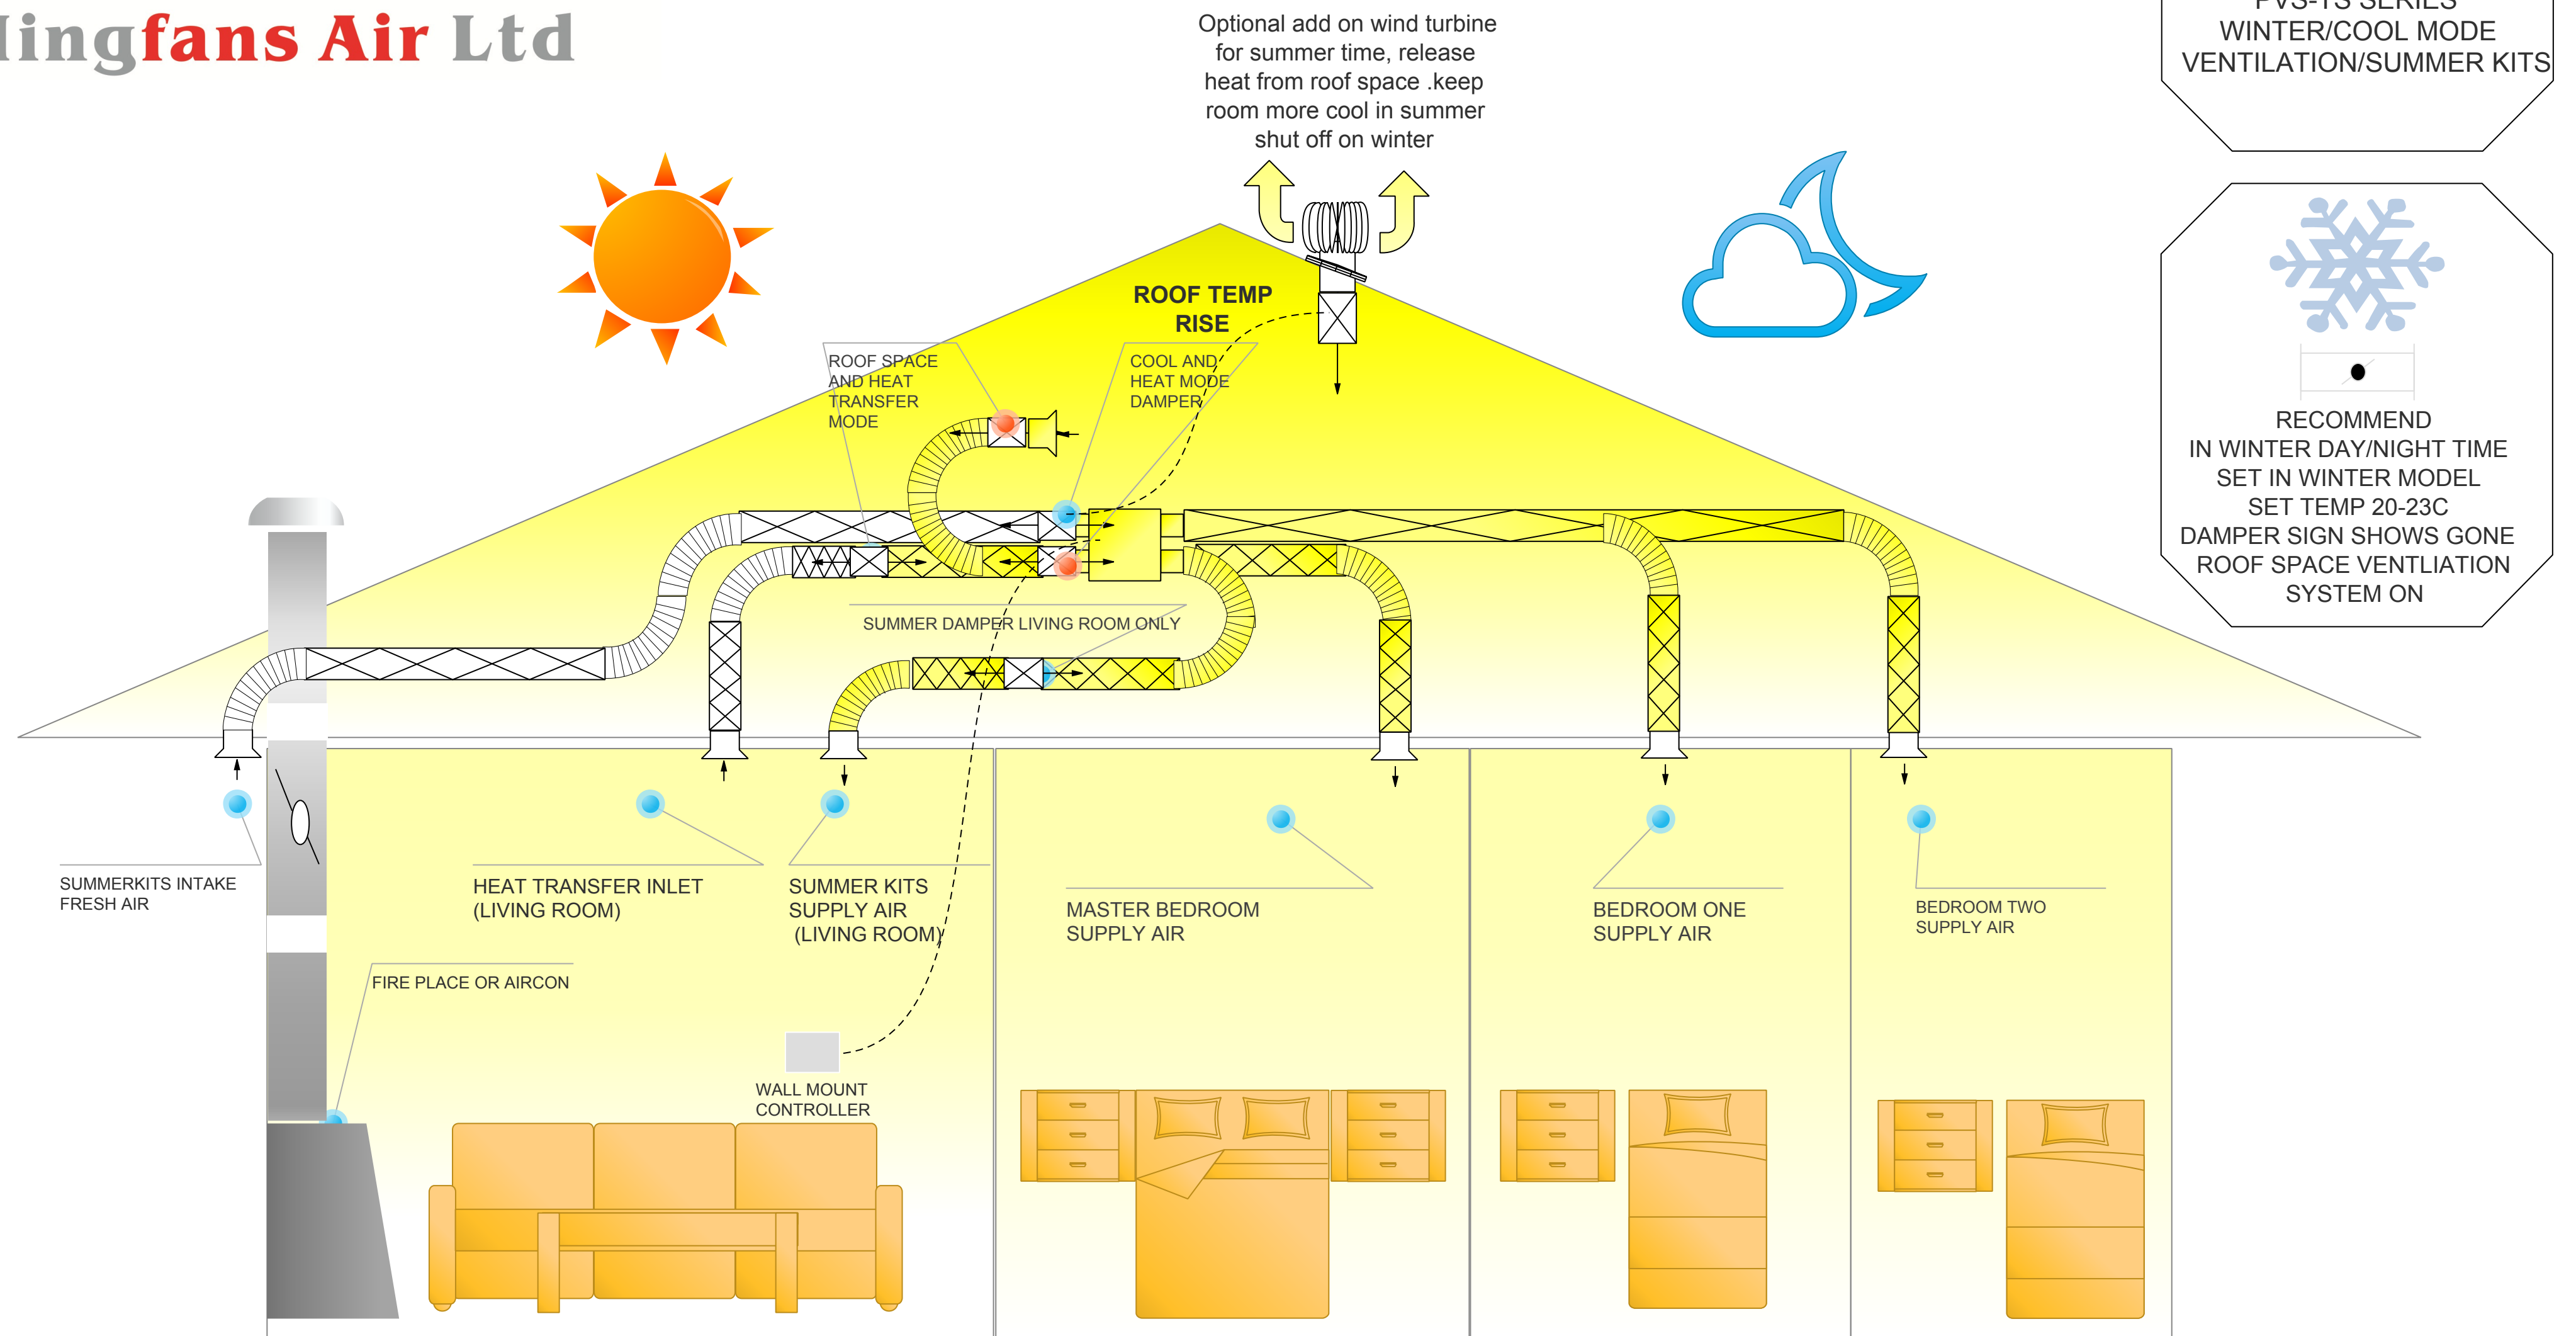 lingfans Air Ltd
Optional add on wind turbine
for summer time, release
heat from roof space .keep
room more cool in summer
shut off on winter
PVS-TS SERIES
WINTER/COOL MODE
VENTILATION/SUMMER KITS
ROOF TEMP
RISE
ROOF SPACE
AND HEAT
TRANSFER
MODE
COOL AND
HEAT MODE
DAMPER
RECOMMEND
IN WINTER DAY/NIGHT TIME
SET IN WINTER MODEL
SET TEMP 20-23C
DAMPER SIGN SHOWS GONE
ROOF SPACE VENTLIATION
SYSTEM ON
SUMMER DAMPER LIVING ROOM ONLY
SUMMERKITS INTAKE
FRESH AIR
HEAT TRANSFER INLET
(LIVING ROOM)
SUMMER KITS
SUPPLY AIR
(LIVING ROOM)
MASTER BEDROOM
SUPPLY AIR
BEDROOM ONE
SUPPLY AIR
BEDROOM TWO
SUPPLY AIR
FIRE PLACE OR AIRCON
WALL MOUNT
CONTROLLER